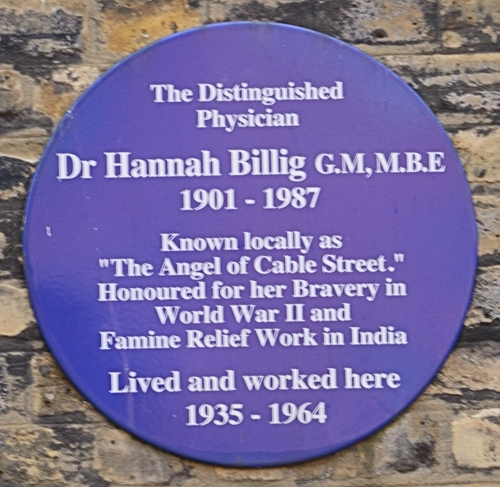 The Distinguished
Physician
Dr Hannah Billig G.M, M.B.E
1901 - 1987
Known locally as
"The Angel of Cable Street."
Honoured for her Bravery in
World War II and
Famine Relief Work in India
Lived and worked here
1935 - 1964